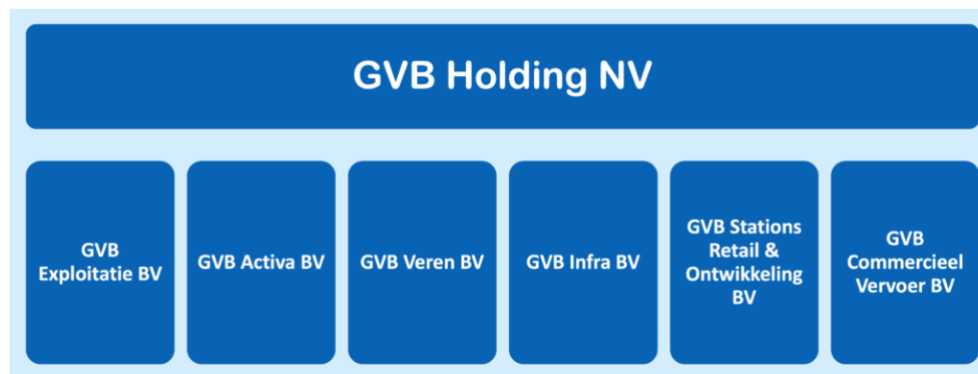 GVB Holding NV
GVB
Exploitatie BV
GVB Activa BV
GVB Veren BV
GVB Infra BV
GVB Stations
Retail &
Ontwikkeling
BV
GVB
Commercieel
Vervoer BV